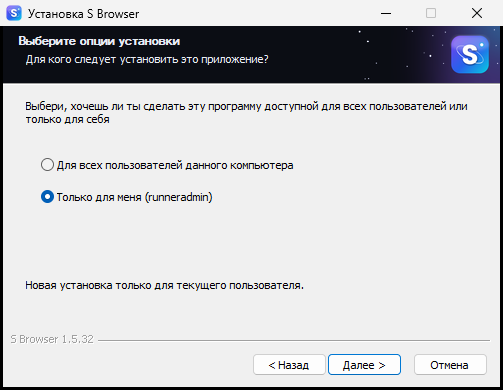 Установка S Browser
Выберите опции установки
Для кого следует установить это приложение?
S
Выбери, хочешь ли ты сделать эту программу доступной для всех пользователей или
только для себя
Для всех пользователей данного компьютера
Только для меня (runneradmin)
Новая установка только для текущего пользователя.
S Browser 1.5.32
< Назад
Далее >
Отмена